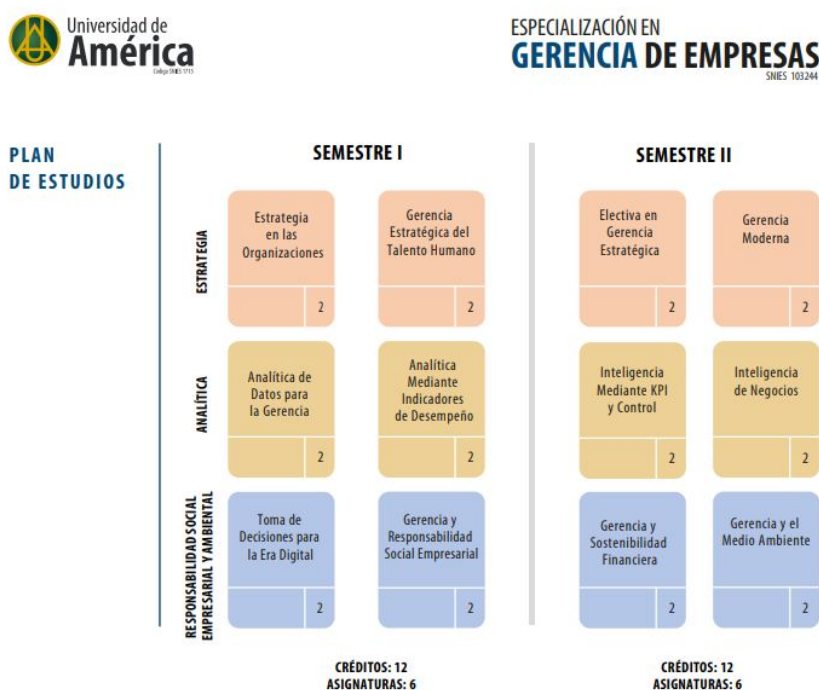 Universidad de
América
Código SNIES 1715
ESPECIALIZACIÓN EN
GERENCIA DE EMPRESAS
SNIES 103244
PLAN
DE ESTUDIOS
SEMESTRE I
SEMESTRE II
ESTRATEGIA
Estrategia
en las
Organizaciones
2
Gerencia
Estratégica del
Talento Humano
2
Electiva en
Gerencia
Estratégica
2
Gerencia
Moderna
2
ANALÍTICA
Analítica de
Datos para
la Gerencia
2
Analítica
Mediante
Indicadores
de Desempeño
2
Inteligencia
Mediante KPI
y Control
2
Inteligencia
de Negocios
2
RESPONSABILIDAD SOCIAL
EMPRESARIAL Y AMBIENTAL
Toma de
Decisiones para
la Era Digital
2
Gerencia y
Responsabilidad
Social Empresarial
2
Gerencia y
Sostenibilidad
Financiera
2
Gerencia y el
Medio Ambiente
2
CRÉDITOS: 12
ASIGNATURAS: 6
CRÉDITOS: 12
ASIGNATURAS: 6